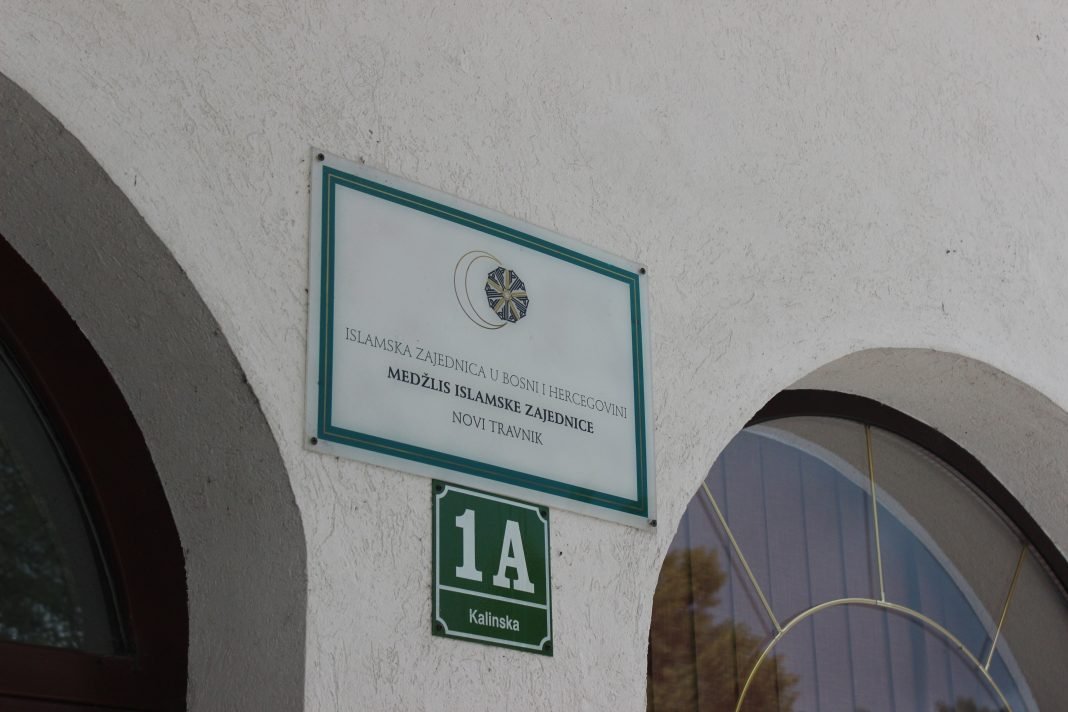 ISLAMSKA ZAJEDNICA U BOSNI I HERCEGOVINI
MEDŽLIS ISLAMSKE ZAJEDNICE
NOVI TRAVNIK
1A
Kalinska